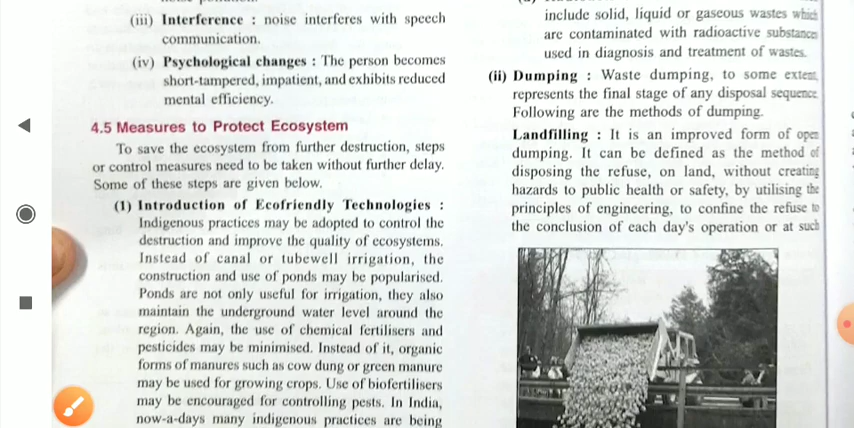 (iii) Interference : noise interferes with speech
communication.
(iv) Psychological changes : The person becomes
short-tampered, impatient, and exhibits reduced
mental efficiency.
4.5 Measures to Protect Ecosystem
To save the ecosystem from further destruction, steps
or control measures need to be taken without further delay.
Some of these steps are given below.
(1) Introduction of Ecofriendly Technologies :
Indigenous practices may be adopted to control the
destruction and improve the quality of ecosystems.
Instead of canal or tubewell irrigation, the
construction and use of ponds may be popularised.
Ponds are not only useful for irrigation, they also
maintain the underground water level around the
region. Again, the use of chemical fertilisers and
pesticides may be minimised. Instead of it, organic
forms of manures such as cow dung or green manure
may be used for growing crops. Use of biofertilisers
may be encouraged for controlling pests. In India,
now-a-days many indigenous practices are being
include solid, liquid or gaseous wastes which
are contaminated with radioactive substances
used in diagnosis and treatment of wastes.
(ii) Dumping : Waste dumping, to some extent,
represents the final stage of any disposal sequence.
Following are the methods of dumping.
Landfilling : It is an improved form of open
dumping. It can be defined as the method of
disposing the refuse, on land, without creating
hazards to public health or safety, by utilising the
principles of engineering, to confine the refuse to
the conclusion of each day's operation or at such